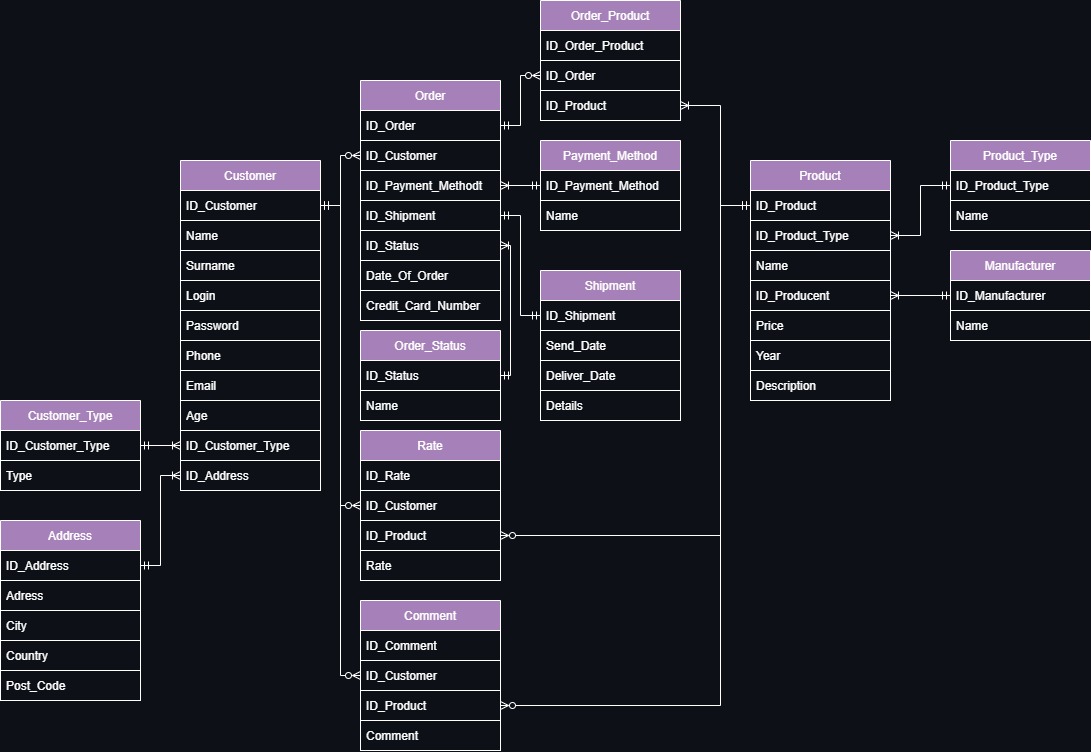 Order_Product
ID_Order_Product
ID_Order
ID_Product
Order
ID_Order
ID_Customer
ID_Payment_Methodt
ID_Shipment
ID_Status
Date_Of_Order
Credit_Card_Number
Payment_Method
ID_Payment_Method
Name
Customer
ID_Customer
Name
Surname
Login
Password
Phone
Email
Age
ID_Customer_Type
ID_Address
Product
ID_Product
ID_Product_Type
Name
ID_Producent
Price
Year
Description
Product_Type
ID_Product_Type
Name
Manufacturer
ID_Manufacturer
Name
Shipment
ID_Shipment
Send_Date
Deliver_Date
Details
Order_Status
ID_Status
Name
Customer_Type
ID_Customer_Type
Type
Rate
ID_Rate
ID_Customer
ID_Product
Rate
Address
ID_Address
Adress
City
Country
Post_Code
Comment
ID_Comment
ID_Customer
ID_Product
Comment